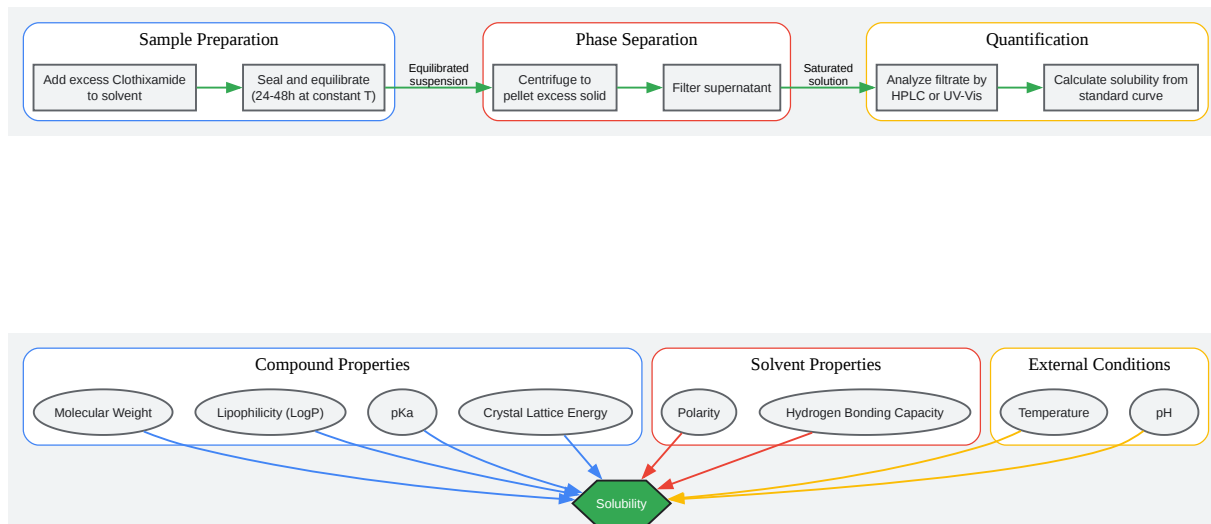 Sample Preparation
Phase Separation
Quantification
Add excess Clothixamide
to solvent
Seal and equilibrate
(24-48h at constant T)
Equilibrated
suspension
Centrifuge to
pellet excess solid
Filter supernatant
Saturated
solution
Analyze filtrate by
HPLC or UV-Vis
Calculate solubility from
standard curve
Compound Properties
Solvent Properties
External Conditions
Molecular Weight
Lipophilicity (LogP)
pKa
Crystal Lattice Energy
Polarity
Hydrogen Bonding Capacity
Temperature
pH
Solubility